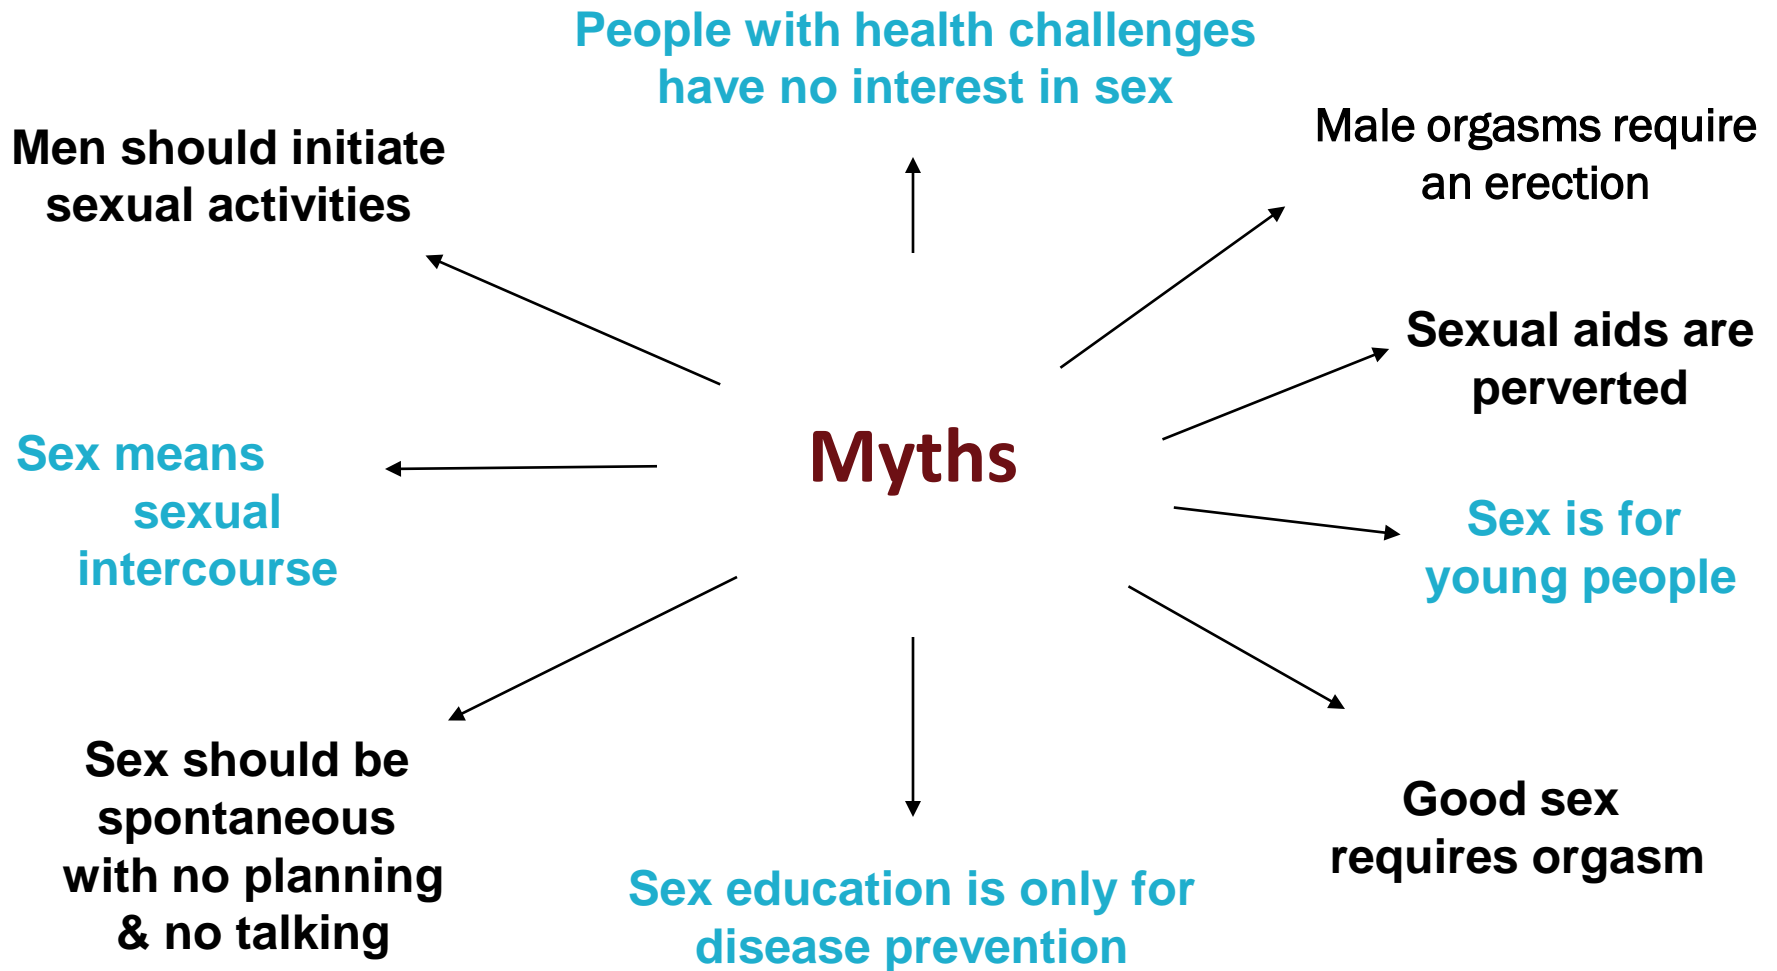 People with health challenges
have no interest in sex
Men should initiate
sexual activities
Male orgasms require
an erection
Sexual aids are
perverted
Myths
Sex means
sexual
intercourse
Sex is for
young people
Sex should be
spontaneous
with no planning
& no talking
Good sex
requires orgasm
Sex education is only for
disease prevention